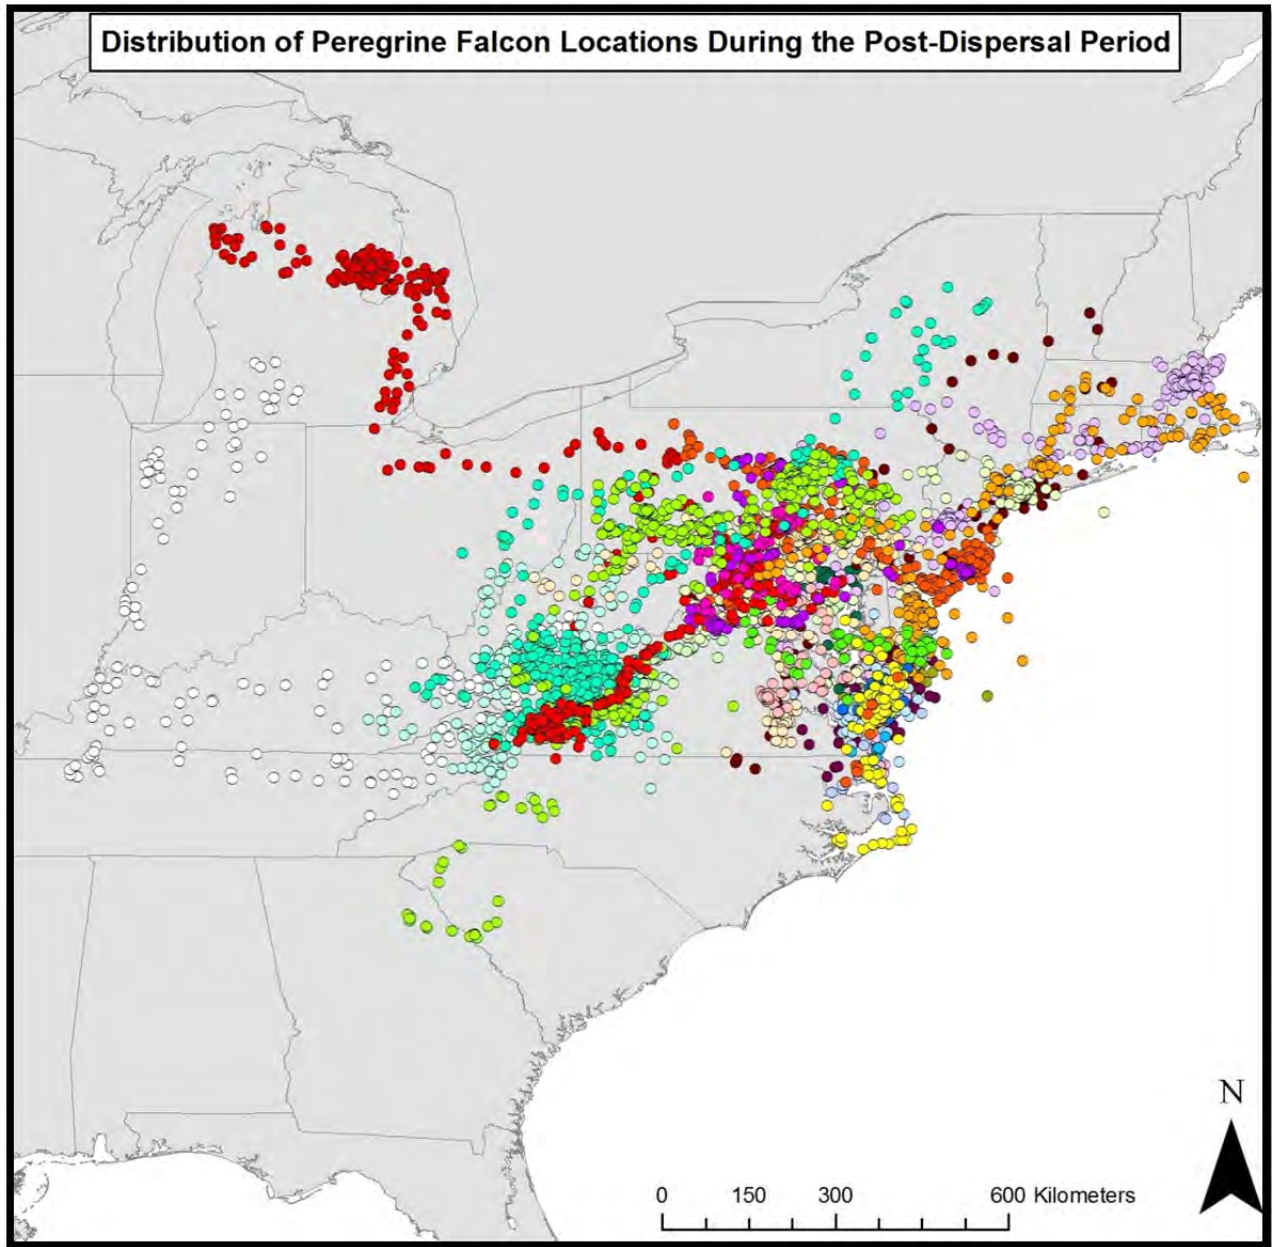 Distribution of Peregrine Falcon Locations During the Post-Dispersal Period
N
0 150 300 600 Kilometers